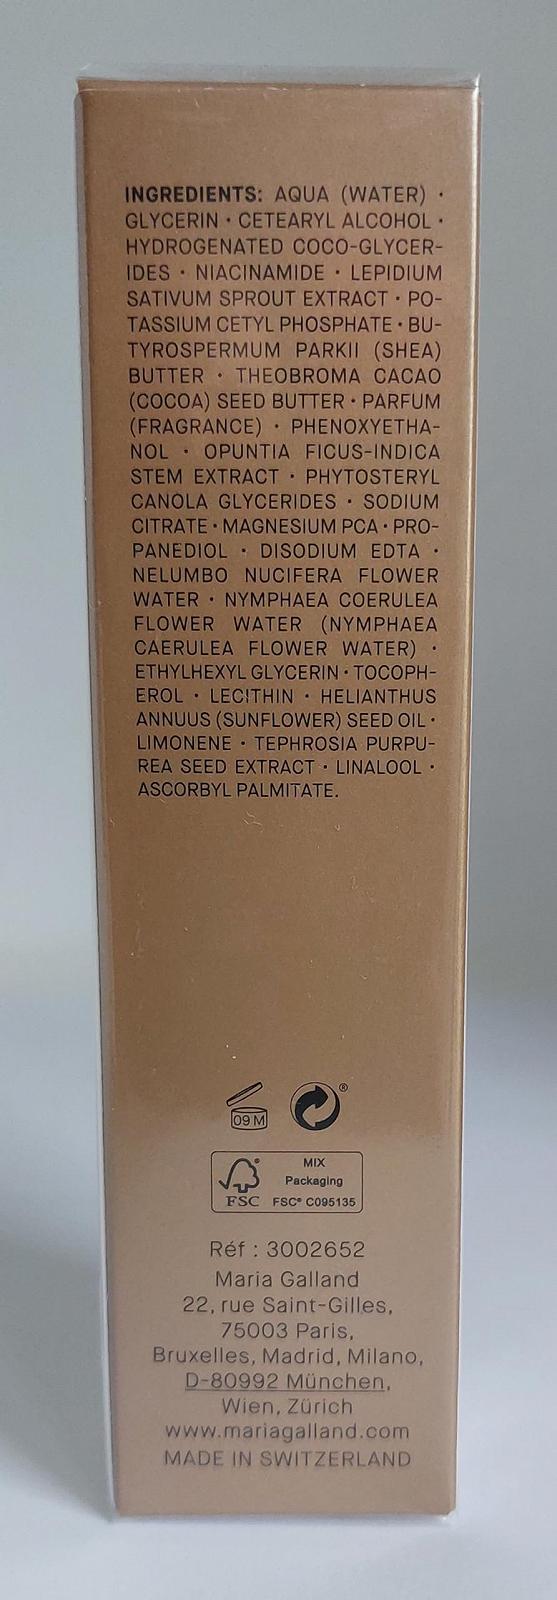 INGREDIENTS: AQUA (WATER) •
GLYCERIN • CETEARYL ALCOHOL •
HYDROGENATED COCO-GLYCER-
IDES • NIACINAMIDE • LEPIDIUM
SATIVUM SPROUT EXTRACT • PO-
TASSIUM CETYL PHOSPHATE • BU-
TYROSPERMUM PARKII (SHEA)
BUTTER • THEOBROMA CACAO
(COCOA) SEED BUTTER • PARFUM
(FRAGRANCE) • PHENOXYETHA-
NOL • OPUNTIA FICUS-INDICA
STEM EXTRACT • PHYTOSTERYL
CANOLA GLYCERIDES • SODIUM
CITRATE • MAGNESIUM PCA • PRO-
PANEDIOL • DISODIUM EDTA •
NELUMBO NUCIFERA FLOWER
WATER • NYMPHAEA COERULEA
FLOWER WATER (NYMPHAEA
CAERULEA FLOWER WATER) •
ETHYLHEXYL GLYCERIN • TOCOPH-
EROL • LECITHIN • HELIANTHUS
ANNUUS (SUNFLOWER) SEED OIL •
LIMONENE • TEPHROSIA PURPU-
REA SEED EXTRACT • LINALOOL •
ASCORBYL PALMITATE.
09 M ®
MIX
Packaging
FSC® FSC® C095135
Réf : 3002652
Maria Galland
22, rue Saint-Gilles,
75003 Paris,
Bruxelles, Madrid, Milano,
D-80992 München,
Wien, Zürich
www.mariagalland.com
MADE IN SWITZERLAND